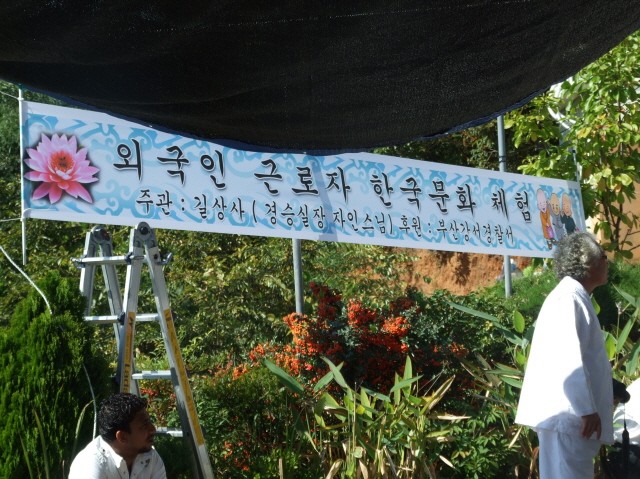 외국인 근로자 한국문화 체험
주관 : 길상사 ( 경승실장 자인스님) 후원 : 부산강서경찰서